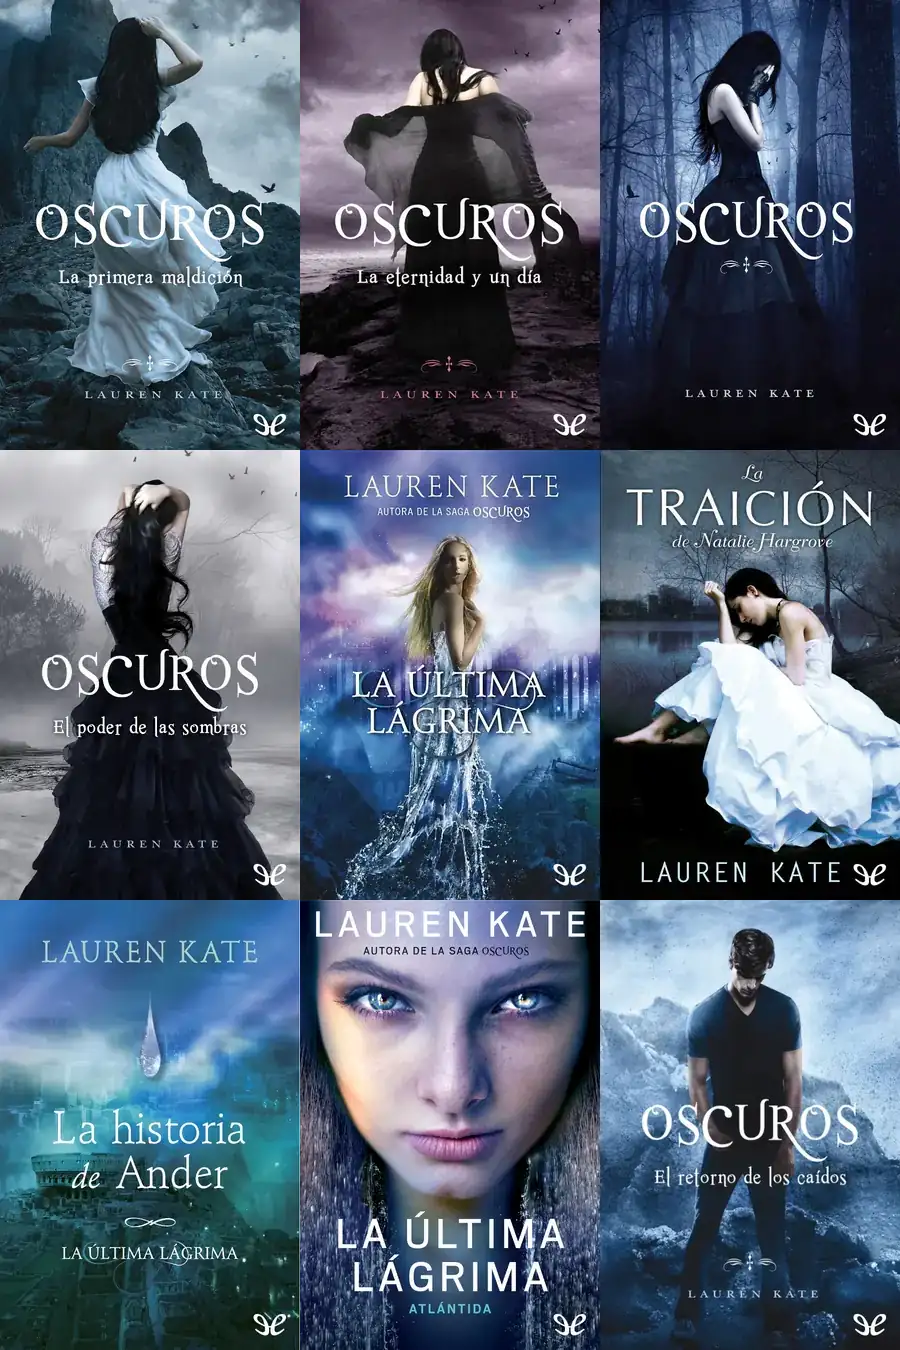 OSCUROS
La primera maldición
LAUREN KATE
OSCUROS
La eternidad y un día
LAUREN KATE
OSCUROS
LAUREN KATE
OSCUROS
El poder de las sombras
LAUREN KATE
LAUREN KATE
AUTORA DE LA SAGA OSCUROS
LA ÚLTIMA
LÁGRIMA
La
TRAICIÓN
de Natalie Hargrove
LAUREN KATE
LAUREN KATE
La historia
de Ander
LA ÚLTIMA LÁGRIMA
LAUREN KATE
AUTORA DE LA SAGA OSCUROS
LA ÚLTIMA
LÁGRIMA
ATLÁNTIDA
OSCUROS
El retorno de los caídos
LAUREN KATE